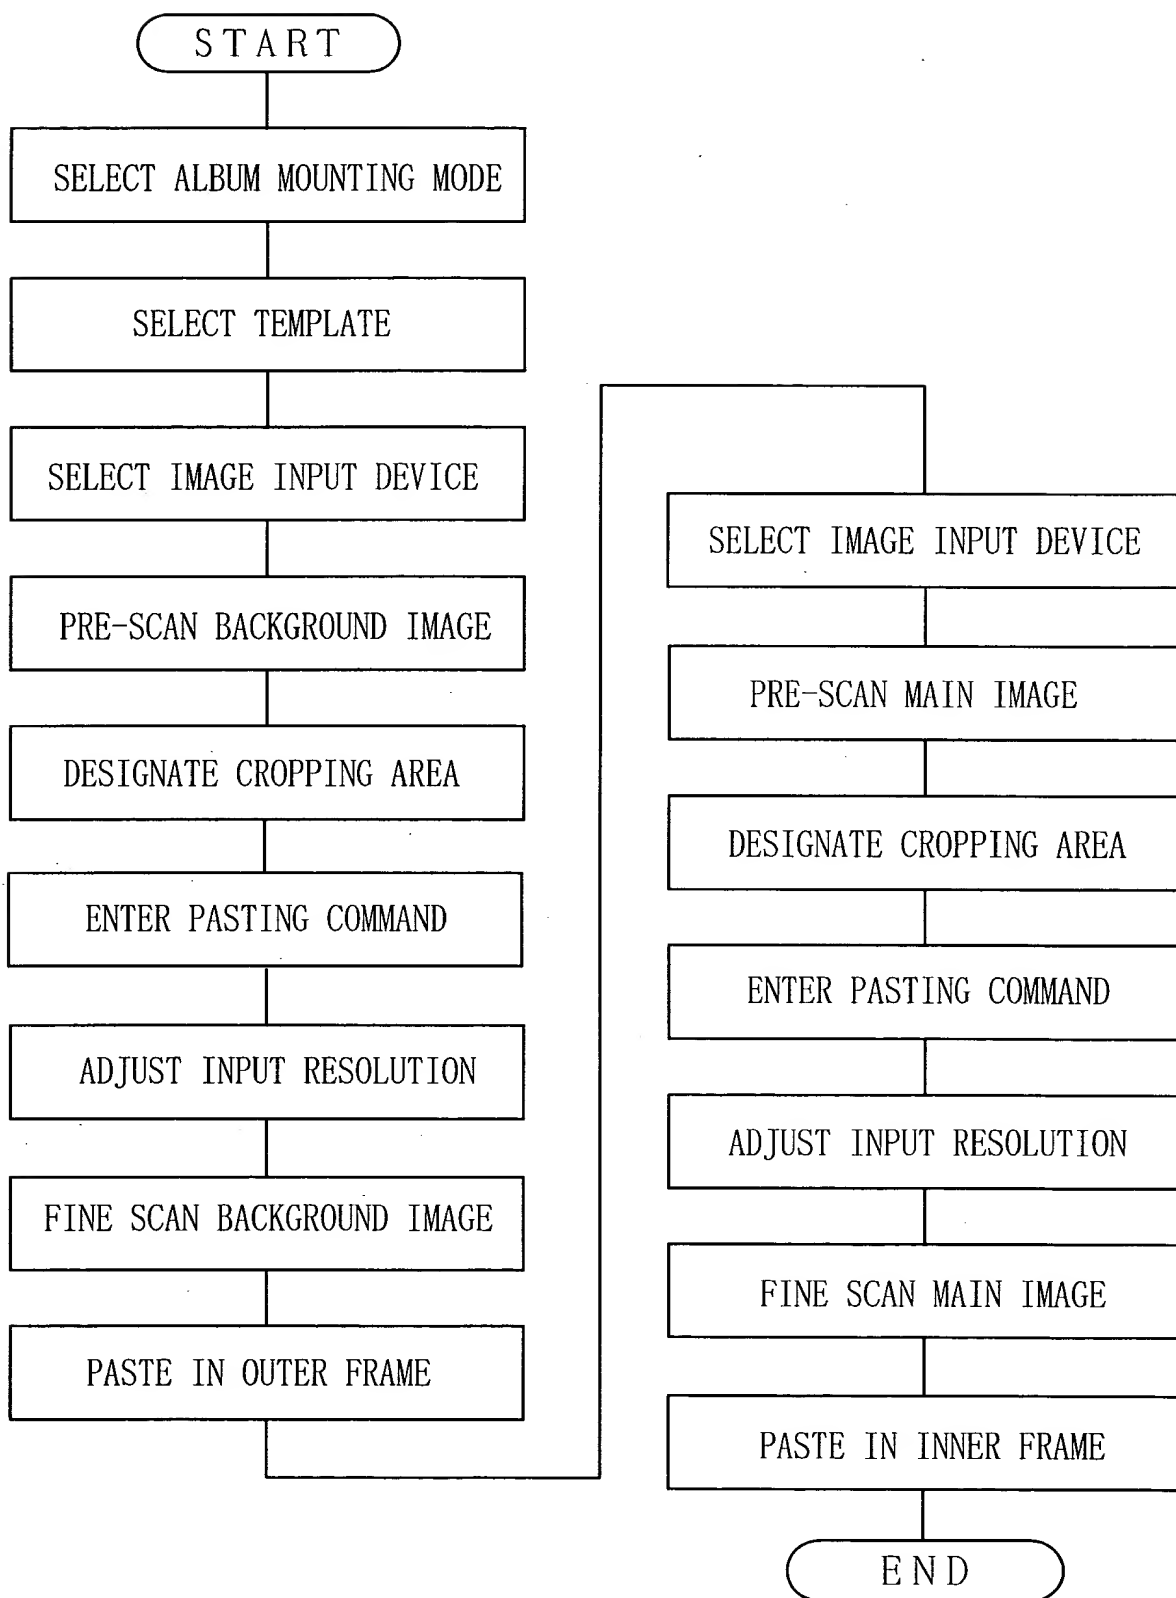 START
SELECT ALBUM MOUNTING MODE
SELECT TEMPLATE
SELECT IMAGE INPUT DEVICE
PRE-SCAN BACKGROUND IMAGE
DESIGNATE CROPPING AREA
ENTER PASTING COMMAND
ADJUST INPUT RESOLUTION
FINE SCAN BACKGROUND IMAGE
PASTE IN OUTER FRAME
SELECT IMAGE INPUT DEVICE
PRE-SCAN MAIN IMAGE
DESIGNATE CROPPING AREA
ENTER PASTING COMMAND
ADJUST INPUT RESOLUTION
FINE SCAN MAIN IMAGE
PASTE IN INNER FRAME
END